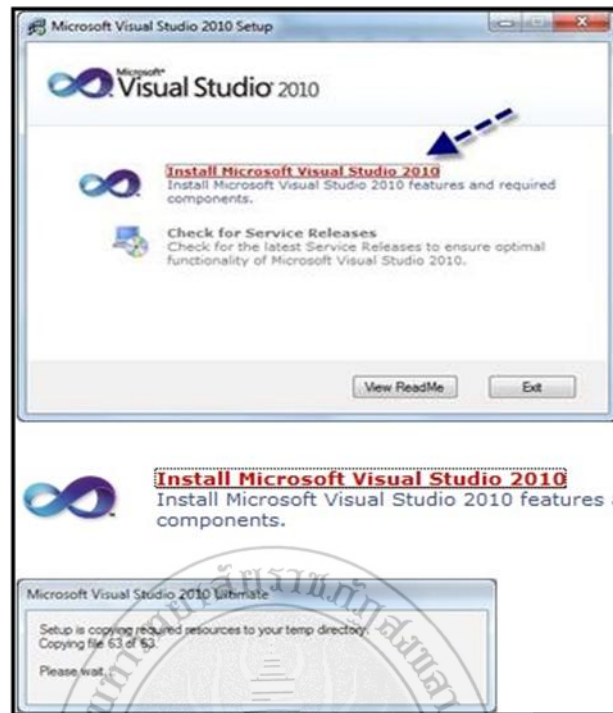 Microsoft Visual Studio 2010 Setup
Microsoft®
Visual Studio® 2010
Install Microsoft Visual Studio 2010
Install Microsoft Visual Studio 2010 features and required
components.
Check for Service Releases
Check for the latest Service Releases to ensure optimal
functionality of Microsoft Visual Studio 2010.
View ReadMe
Exit
Install Microsoft Visual Studio 2010
Install Microsoft Visual Studio 2010 features
components.
Microsoft Visual Studio 2010 Ultimate
Setup is copying required resources to your temp directory.
Copying file 63 of 63.
Please wait...